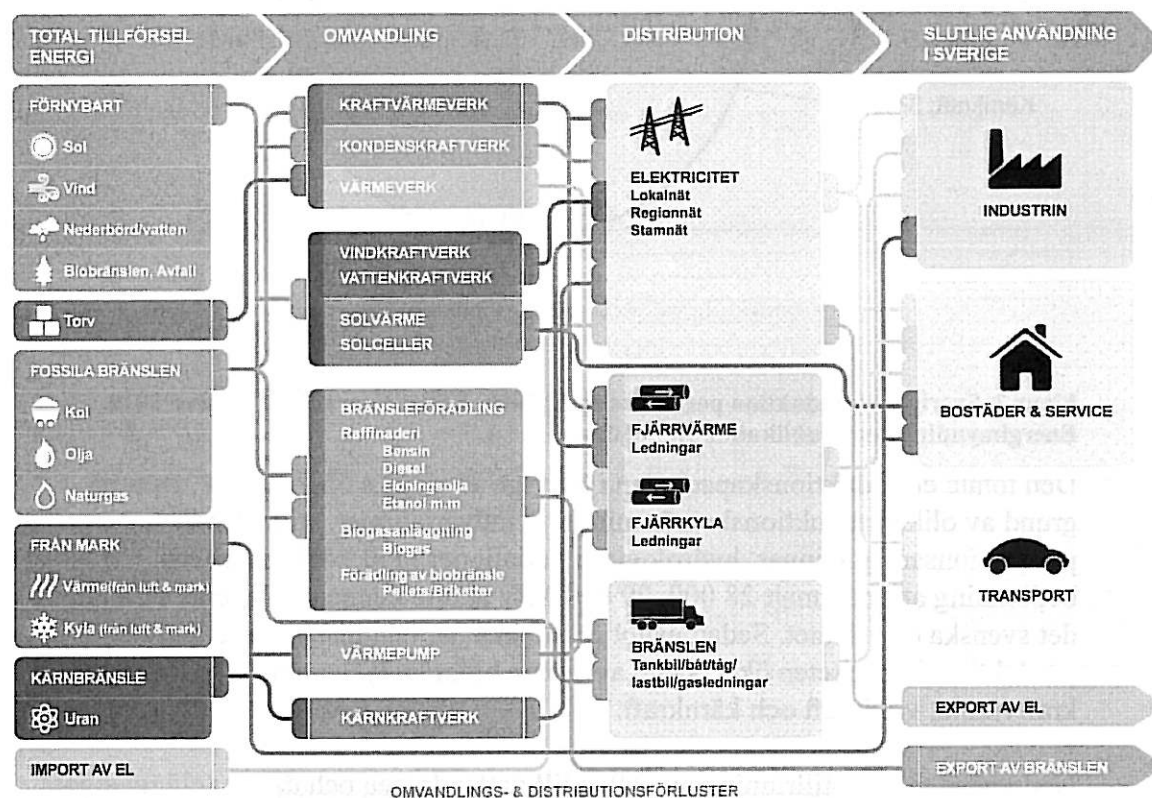 TOTAL TILLFÖRSEL
ENERGI
OMVANDLING
DISTRIBUTION
SLUTLIG ANVÄNDNING
I SVERIGE
FÖRNYBART
Sol
Vind
Nederbörd/vatten
Biobränslen, Avfall
Torv
FOSSILA BRÄNSLEN
Kol
Olja
Naturgas
FRÅN MARK
Värme(från luft & mark)
Kyla (från luft & mark)
KÄRNBRÄNSLE
Uran
IMPORT AV EL
KRAFTVÄRMEVERK
KONDENSKRAFTVERK
VÄRMEVERK
VINDKRAFTVERK
VATTENKRAFTVERK
SOLVÄRME
SOLCELLER
BRÄNSLEFÖRÄDLING
Raffinaderi
Bensin
Diesel
Eldningsolja
Etanol m.m
Biogasanläggning
Biogas
Förädling av biobränsle
Pellets/Briketter
VÄRMEPUMP
KÄRNKRAFTVERK
ELEKTRICITET
Lokalnät
Regionnät
Stamnät
FJÄRRVÄRME
Ledningar
FJÄRRKYLA
Ledningar
BRÄNSLEN
Tankbil/båt/tåg/
lastbil/gasledningar
INDUSTRIN
BOSTÄDER & SERVICE
TRANSPORT
EXPORT AV EL
EXPORT AV BRÄNSLEN
OMVANDLINGS- & DISTRIBUTIONSFÖRLUSTER